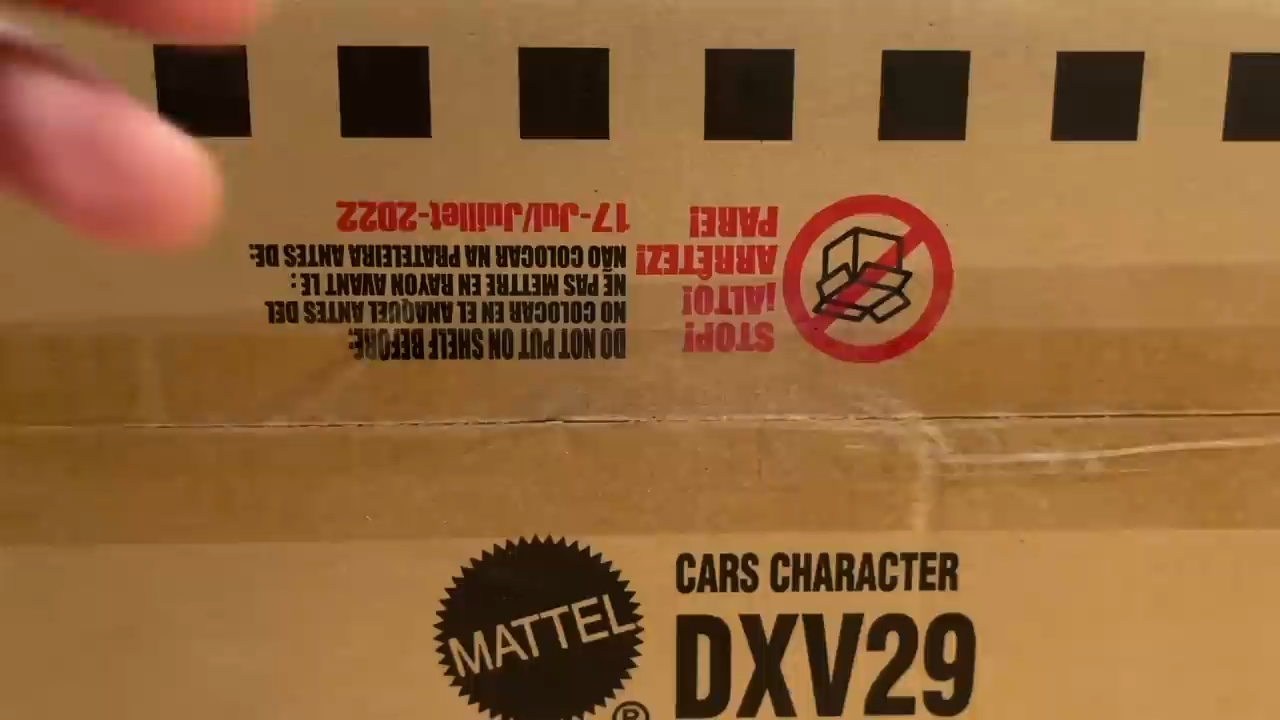 STOP!
¡ALTO!
ARRÊTEZ!
PARE!
DO NOT PUT ON SHELF BEFORE:
NO COLOCAR EN EL ANAQUEL ANTES DEL
NE PAS METTRE EN RAYON AVANT LE :
NÃO COLOCAR NA PRATELEIRA ANTES DE:
17-Jul/Juillet-2022
MATTEL
®
CARS CHARACTER
DXV29